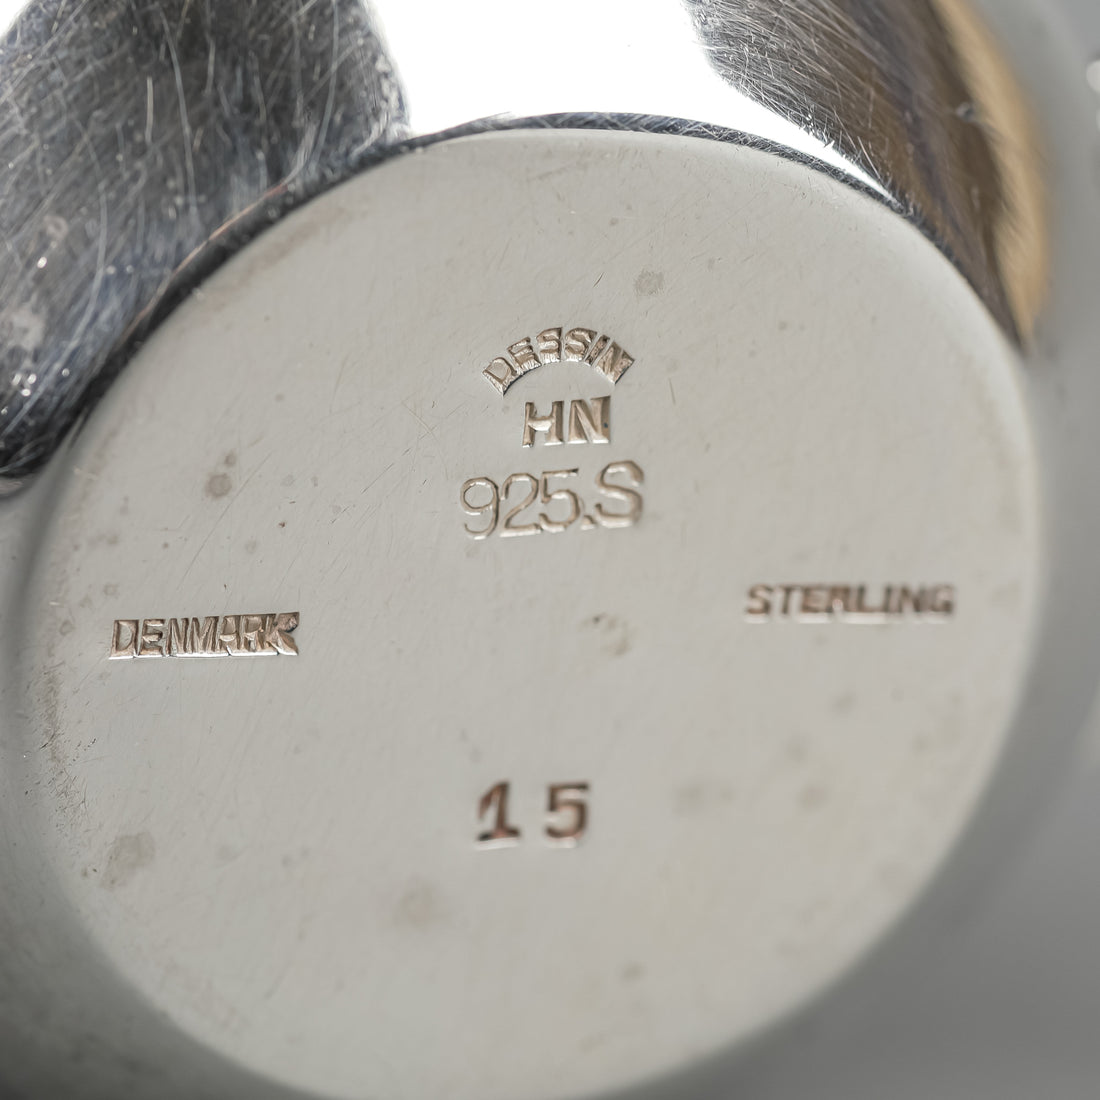 DESSIN
HN
925.S
DENMARK
STERLING
15